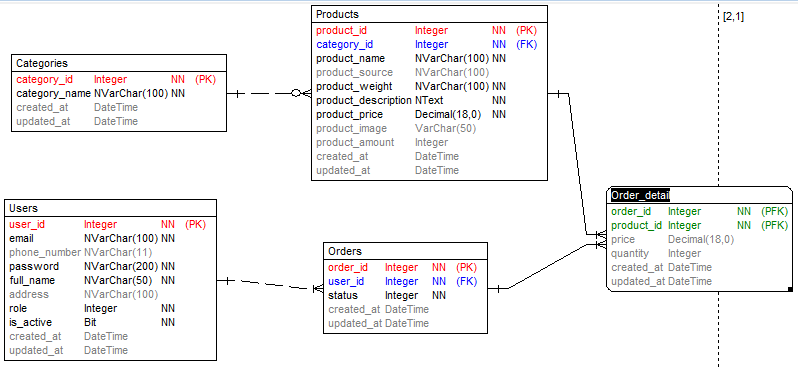 [2,1]
Categories
category_id Integer NN (PK)
category_name NVarChar(100) NN
created_at DateTime
updated_at DateTime
Products
product_id Integer NN (PK)
category_id Integer NN (FK)
product_name NVarChar(100) NN
product_source NVarChar(100)
product_weight NVarChar(100) NN
product_description NText NN
product_price Decimal(18,0) NN
product_image VarChar(50)
product_amount Integer
created_at DateTime
updated_at DateTime
Users
user_id Integer NN (PK)
email NVarChar(100) NN
phone_number NVarChar(11)
password NVarChar(200) NN
full_name NVarChar(50) NN
address NVarChar(100)
role Integer NN
is_active Bit NN
created_at DateTime
updated_at DateTime
Orders
order_id Integer NN (PK)
user_id Integer NN (FK)
status Integer NN
created_at DateTime
updated_at DateTime
Order_detail
order_id Integer NN (PFK)
product_id Integer NN (PFK)
price Decimal(18,0)
quantity Integer
created_at DateTime
updated_at DateTime